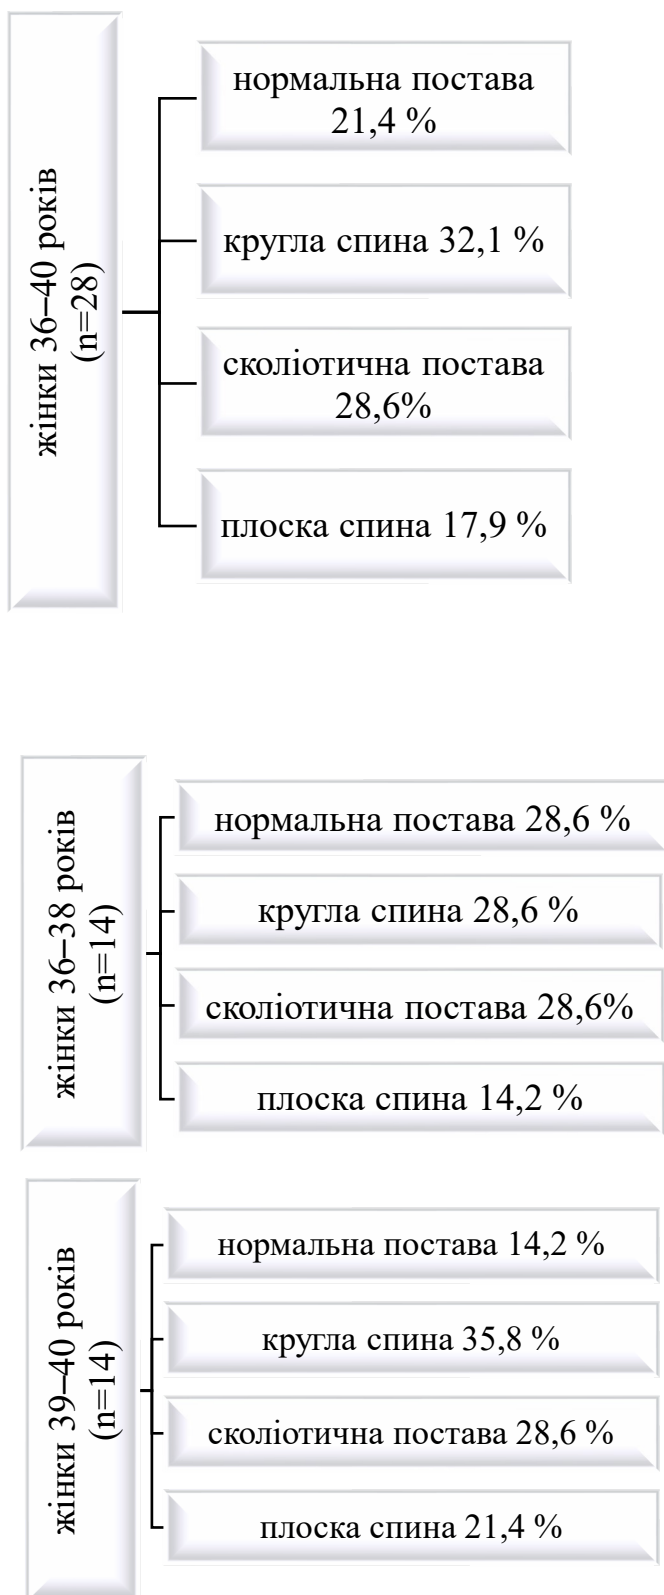 жінки 36–40 років
(n=28)
нормальна постава
21,4 %
кругла спина 32,1 %
сколіотична постава
28,6%
плоска спина 17,9 %
жінки 36–38 років
(n=14)
нормальна постава 28,6 %
кругла спина 28,6 %
сколіотична постава 28,6%
плоска спина 14,2 %
жінки 39–40 років
(n=14)
нормальна постава 14,2 %
кругла спина 35,8 %
сколіотична постава 28,6 %
плоска спина 21,4 %